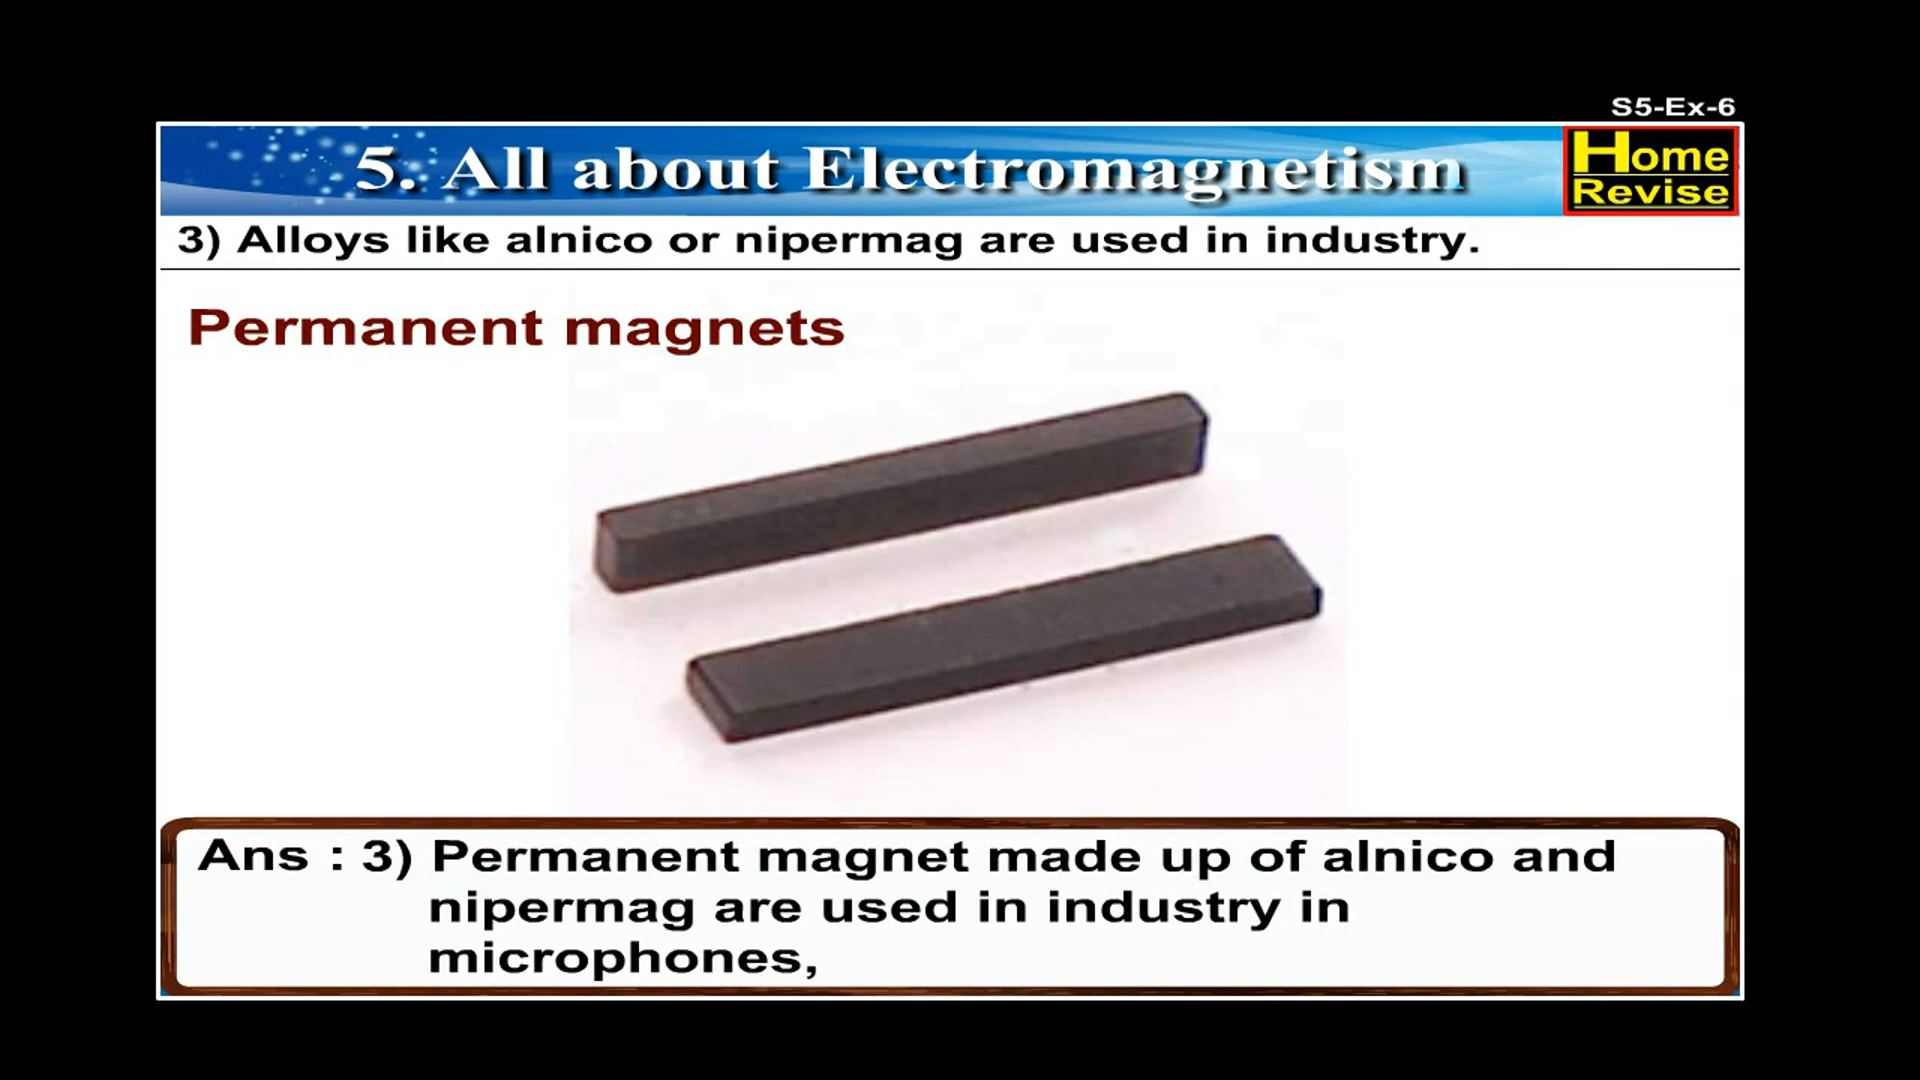 S5-Ex-6
5. All about Electromagnetism
Home
Revise
3) Alloys like alnico or nipermag are used in industry.
Permanent magnets
Ans : 3) Permanent magnet made up of alnico and
nipermag are used in industry in
microphones,